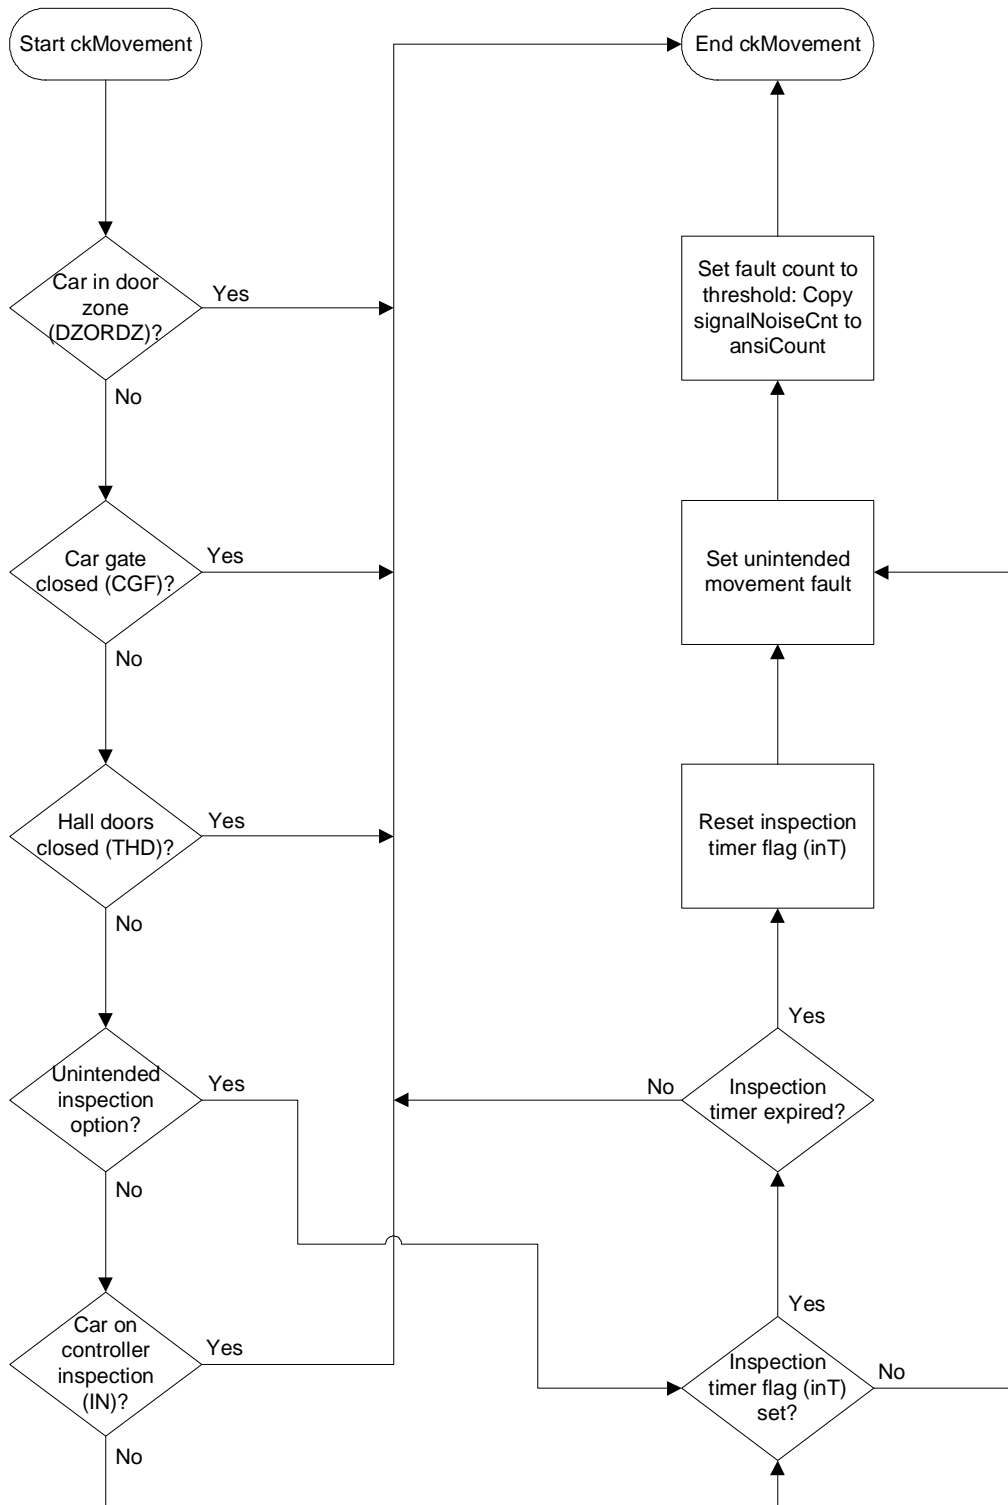 Start ckMovement
End ckMovement
Car in door
zone
(DZORDZ)?
Yes
No
Set fault count to
threshold: Copy
signalNoiseCnt to
ansiCount
Car gate
closed (CGF)?
Yes
No
Set unintended
movement fault
Hall doors
closed (THD)?
Yes
No
Reset inspection
timer flag (inT)
Unintended
inspection
option?
Yes
No
Inspection
timer expired?
Yes
No
Car on
controller
inspection
(IN)?
Yes
No
Inspection
timer flag (inT)
set?
Yes
No